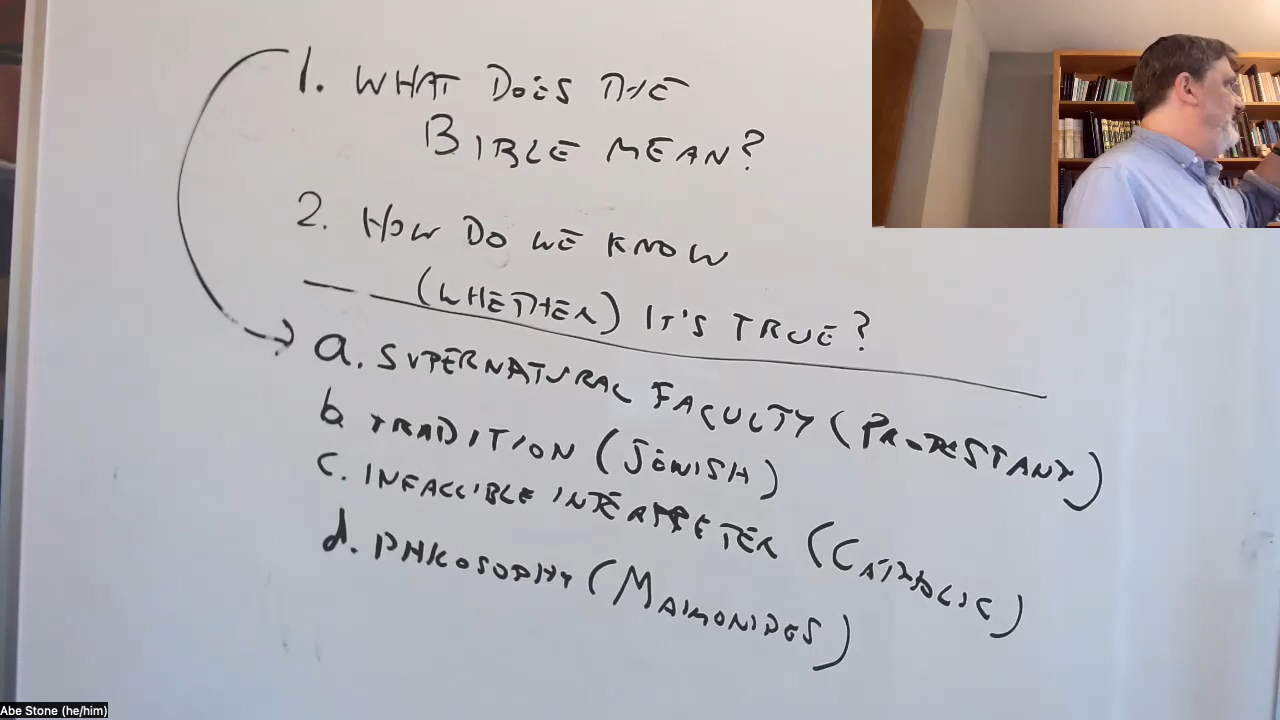 1. WHAT DOES THE
BIBLE MEAN?
2. HOW DO WE KNOW
(WHETHER) IT'S TRUE?
a. SUPERNATURAL FACULTY (PROTESTANT)
b. TRADITION (JEWISH)
c. INFALLIBLE INTERPRETER (CATHOLIC)
d. PHILOSOPHY (MAIMONIDES)
Abe Stone (he/him)